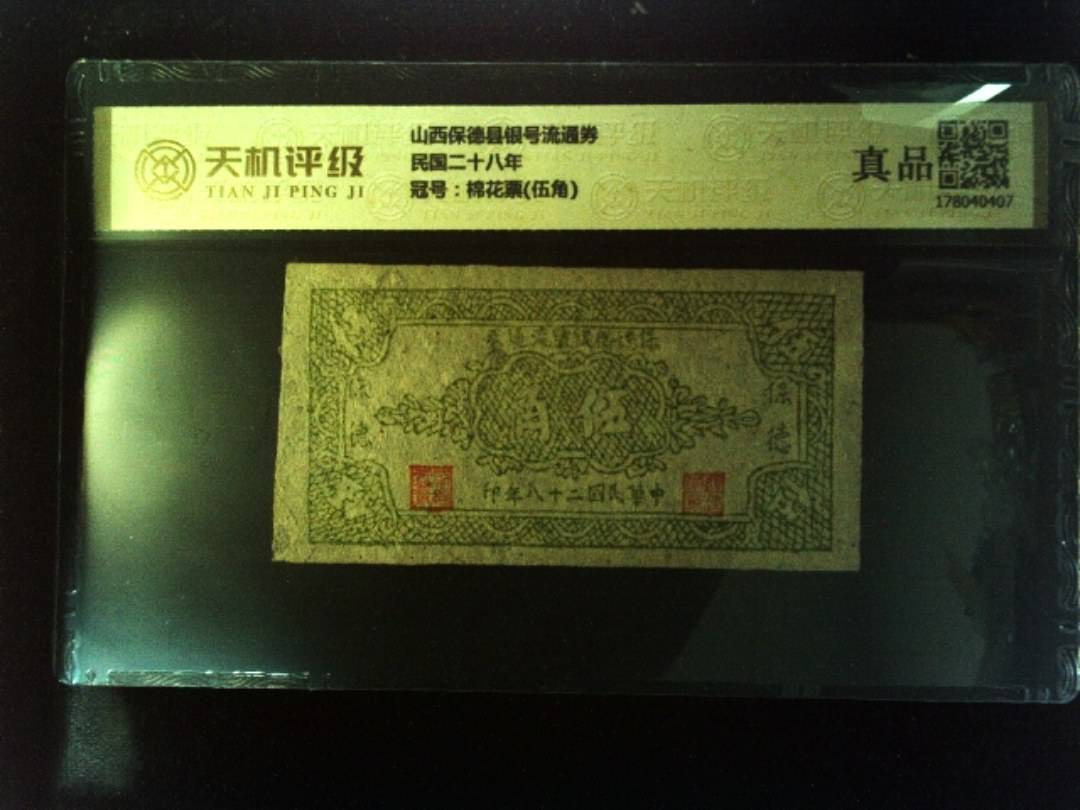 天机评级
TIAN JI PING JI
山西保德县银号流通券
民国二十八年
冠号：棉花票(伍角)
真品
178040407
角伍
保德
印年八十二國民華中